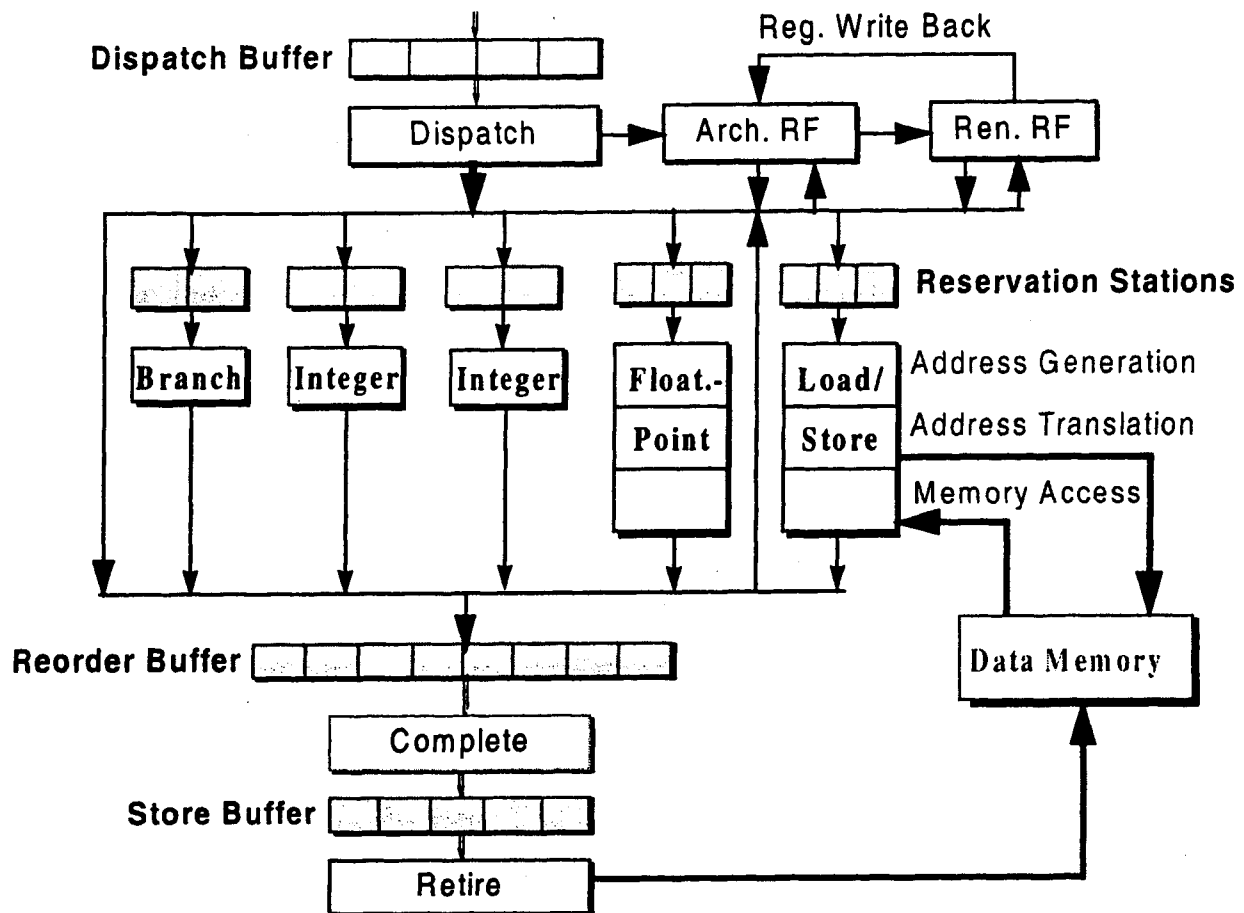 Reg. Write Back
Dispatch Buffer
Dispatch
Arch. RF
Ren. RF
Reservation Stations
Branch
Integer
Integer
Float.-
Point
Load/
Store
Address Generation
Address Translation
Memory Access
Reorder Buffer
Data Memory
Complete
Store Buffer
Retire